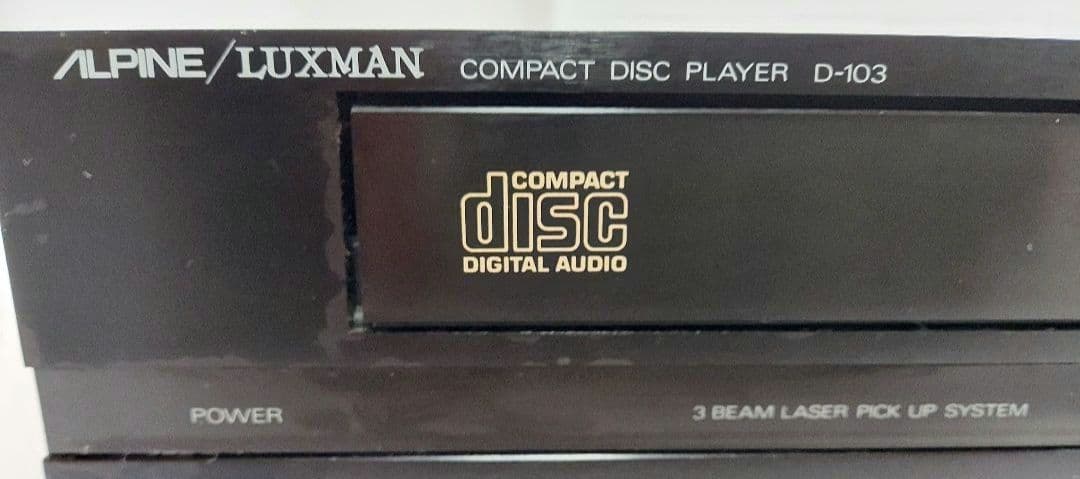 ALPINE/LUXMAN COMPACT DISC PLAYER D-103
COMPACT
disc
DIGITAL AUDIO
POWER 3 BEAM LASER PICK UP SYSTEM